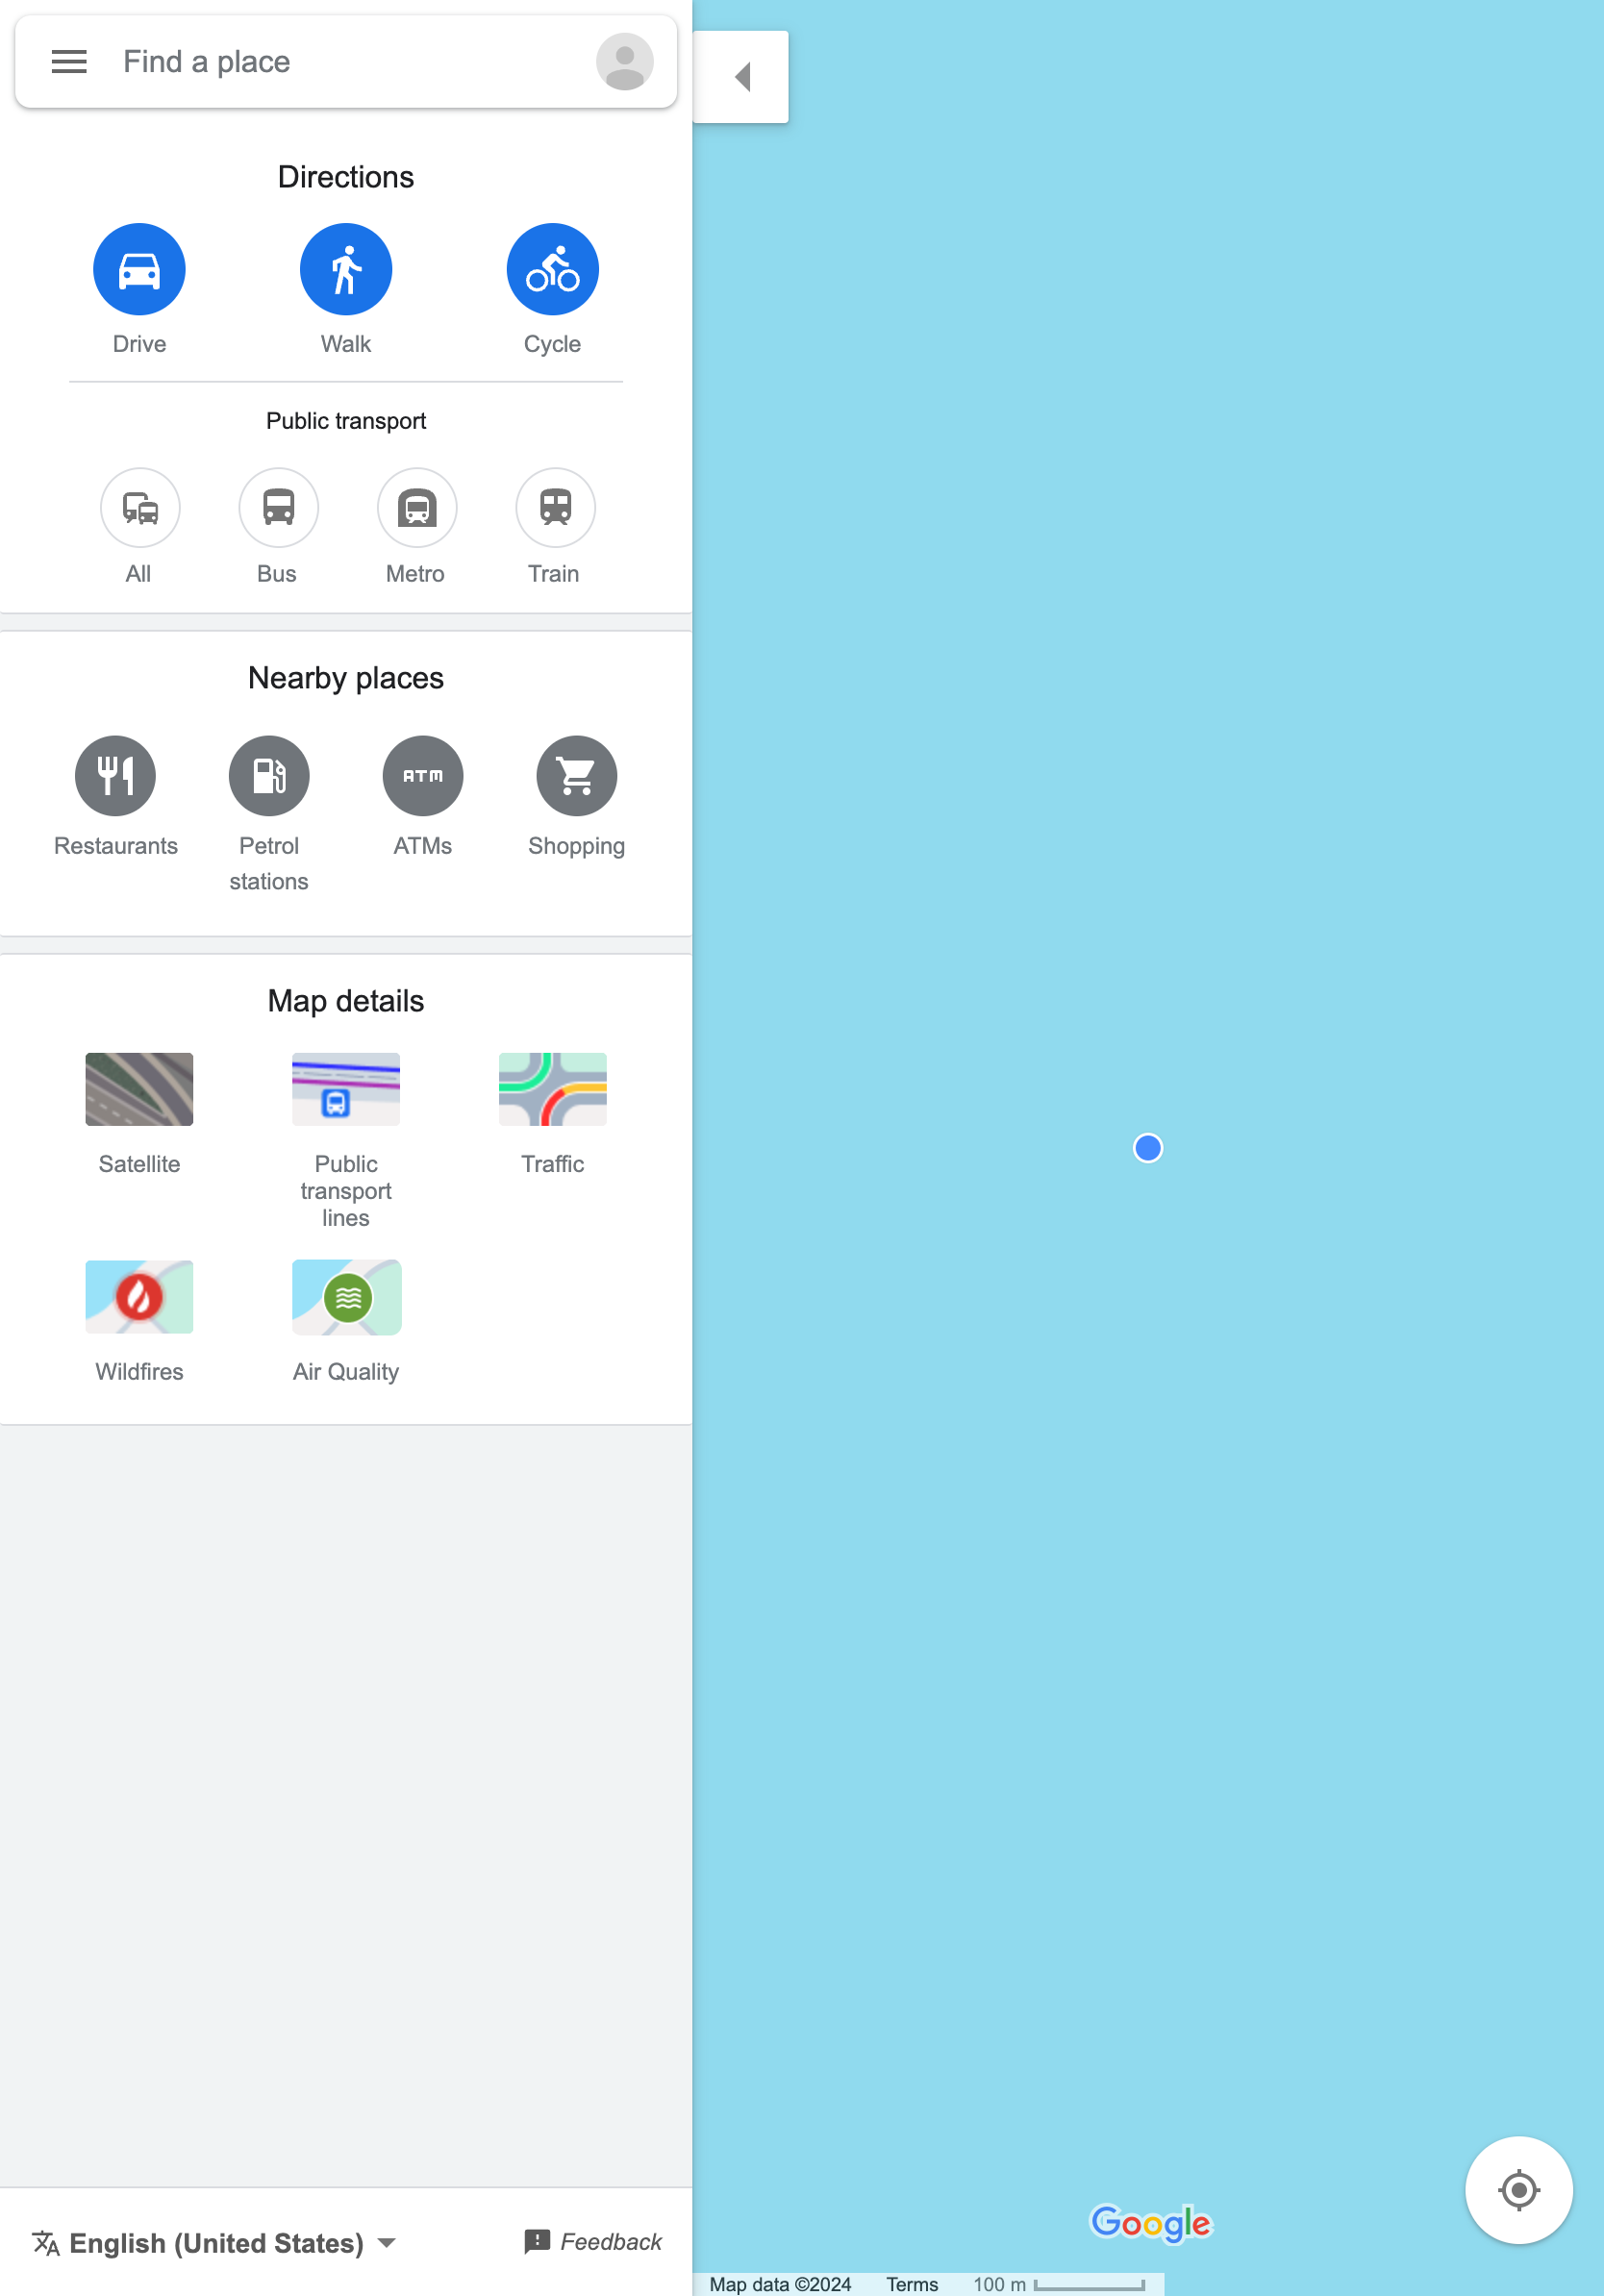 Find a place
Directions
Drive
Walk
Cycle
Public transport
All
Bus
Metro
Train
Nearby places
ATM
Restaurants
Petrol
stations
ATMs
Shopping
Map details
Satellite
Public
transport
lines
Traffic
Wildfires
Air Quality
English (United States)
Feedback
Google
Map data ©2024
Terms
100 m